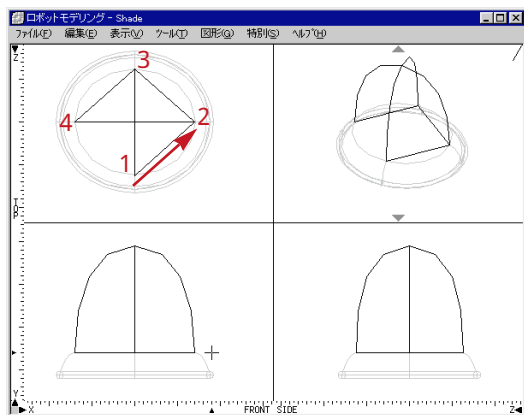 ロボットモデリング - Shade
ファイル(F) 編集(E) 表示(V) ツール(T) 図形(G) 特別(S) ヘルプ(H)
Z
3
4
2
1
TOP
Y
X
FRONT SIDE
Z